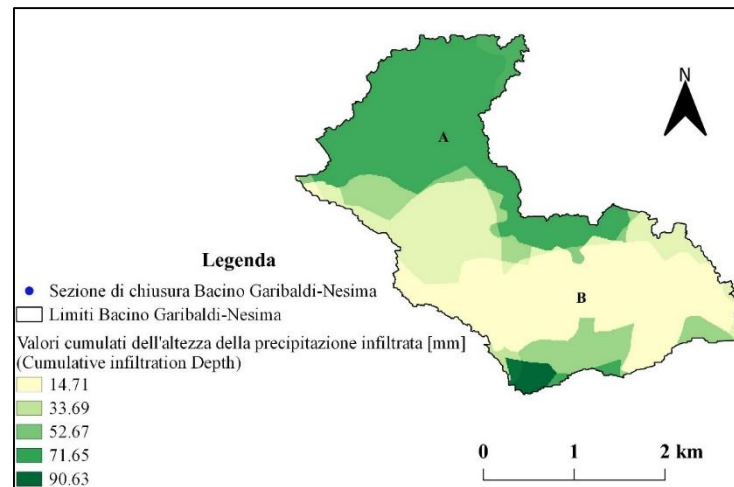 N
A
B
Legenda
Sezione di chiusura Bacino Garibaldi-Nesima
Limiti Bacino Garibaldi-Nesima
Valori cumulati dell'altezza della precipitazione infiltrata [mm]
(Cumulative infiltration Depth)
14.71
33.69
52.67
71.65
90.63
0 1 2 km